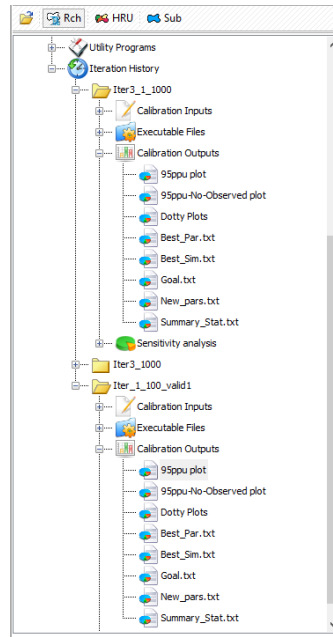 Rch HRU Sub
Utility Programs
Iteration History
Iter3_1_1000
Calibration Inputs
Executable Files
Calibration Outputs
95ppu plot
95ppu-No-Observed plot
Dotty Plots
Best_Par.txt
Best_Sim.txt
Goal.txt
New_pars.txt
Summary_Stat.txt
Sensitivity analysis
Iter3_1000
Iter_1_100_valid1
Calibration Inputs
Executable Files
Calibration Outputs
95ppu plot
95ppu-No-Observed plot
Dotty Plots
Best_Par.txt
Best_Sim.txt
Goal.txt
New_pars.txt
Summary_Stat.txt